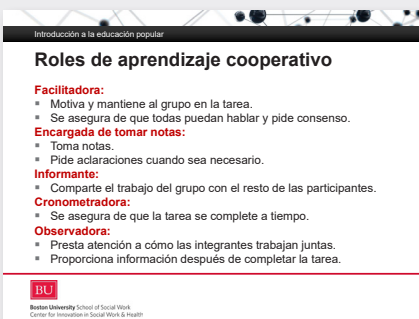 Introducción a la educación popular
Roles de aprendizaje cooperativo
Facilitadora:
▪ Motiva y mantiene al grupo en la tarea.
▪ Se asegura de que todas puedan hablar y pide consenso.
Encargada de tomar notas:
▪ Toma notas.
▪ Pide aclaraciones cuando sea necesario.
Informante:
▪ Comparte el trabajo del grupo con el resto de las participantes.
Cronometradora:
▪ Se asegura de que la tarea se complete a tiempo.
Observadora:
▪ Presta atención a cómo las integrantes trabajan juntas.
▪ Proporciona información después de completar la tarea.
BU
Boston University School of Social Work
Center for Innovation in Social Work & Health